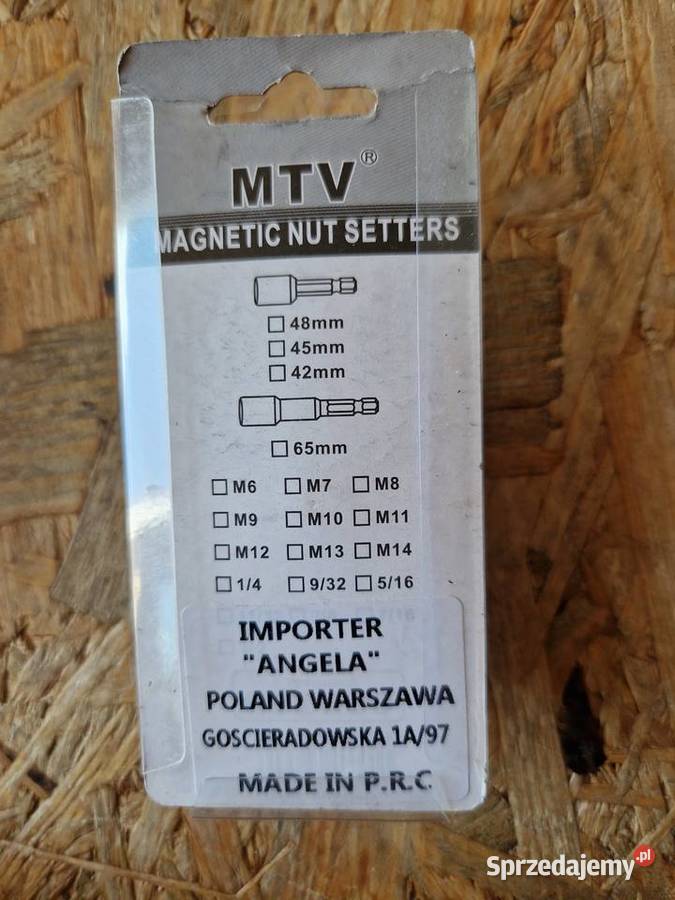 MTV®
MAGNETIC NUT SETTERS
☐ 48mm
☐ 45mm
☐ 42mm
☐ 65mm
☐ M6 ☐ M7 ☐ M8
☐ M9 ☐ M10 ☐ M11
☐ M12 ☐ M13 ☐ M14
☐ 1/4 ☐ 9/32 ☐ 5/16
IMPORTER
"ANGELA"
POLAND WARSZAWA
GOSCIERADOWSKA 1A/97
MADE IN P.R.C.
Sprzedajemy.pl